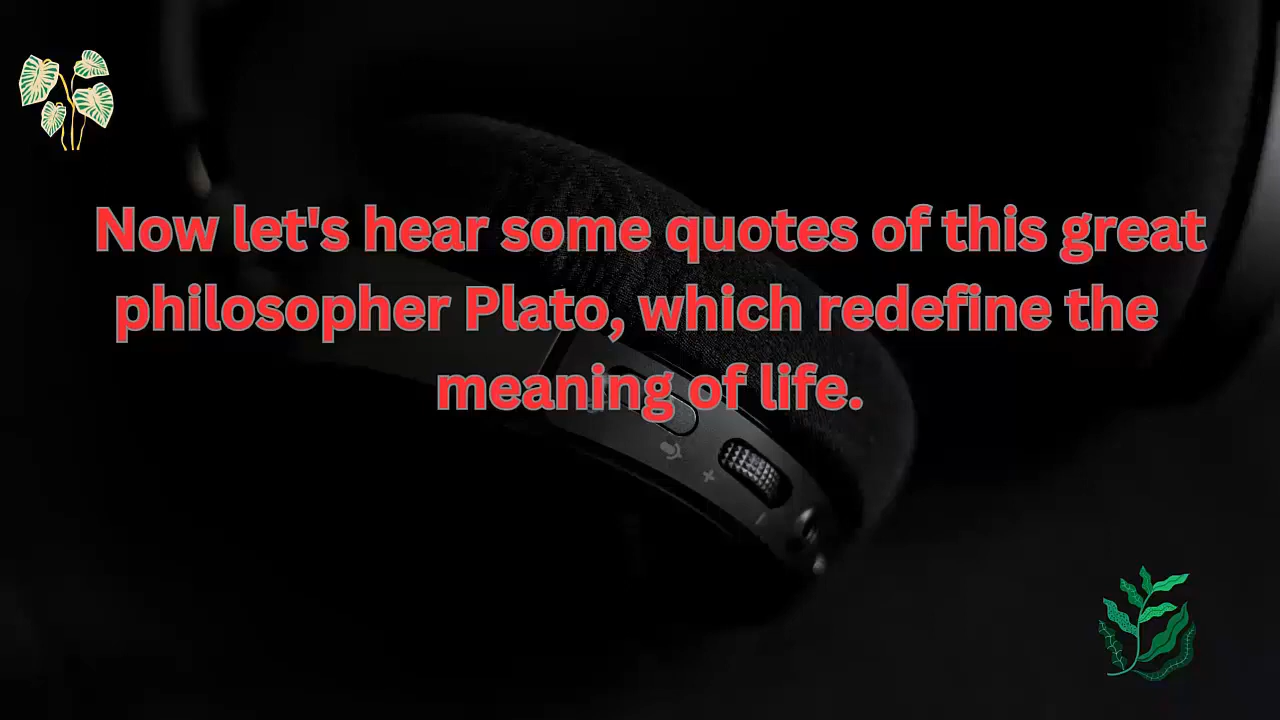 Now let's hear some quotes of this great
philosopher Plato, which redefine the
meaning of life.